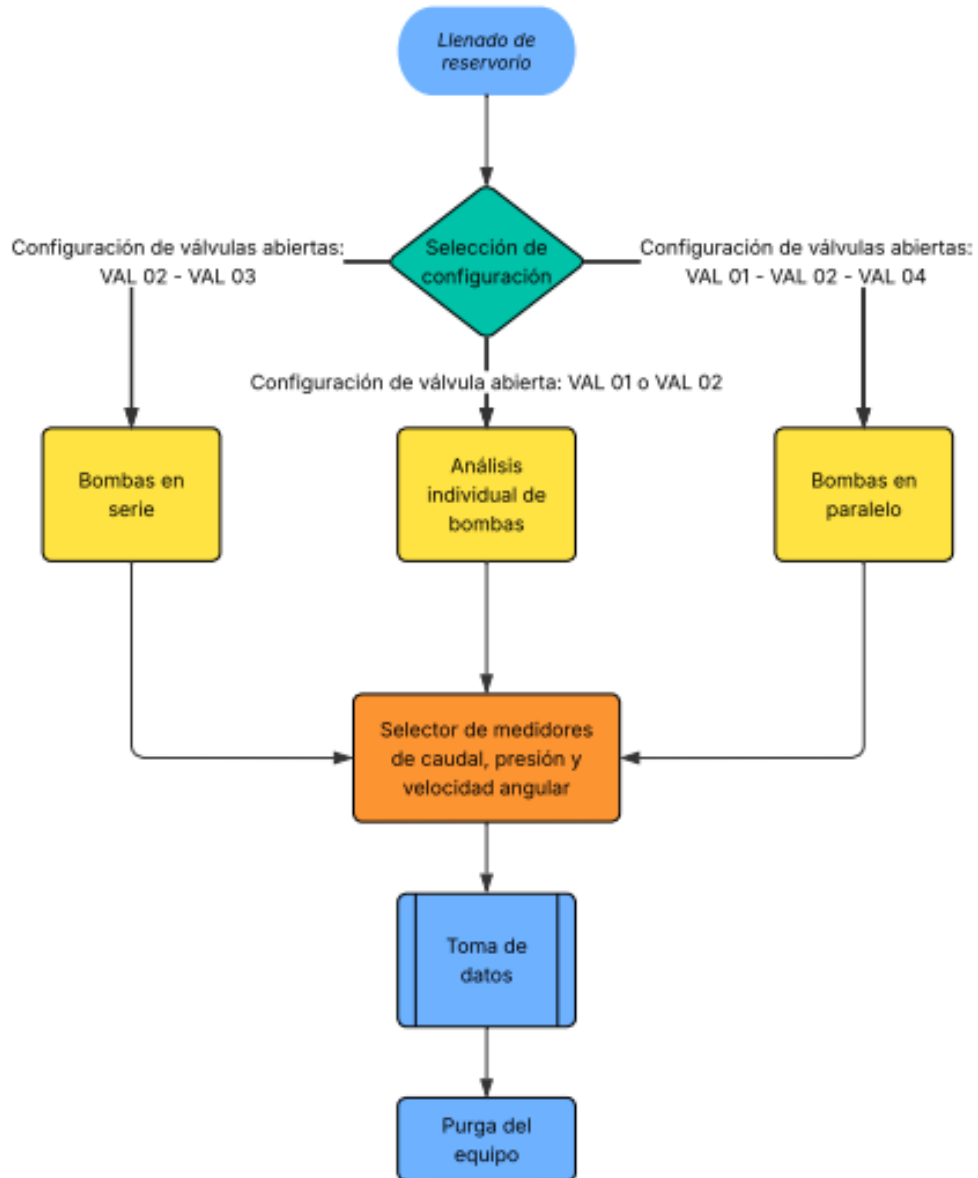 Llenado de
reservorio
Selección de
configuración
Configuración de válvulas abiertas:
VAL 02 - VAL 03
Configuración de válvulas abiertas:
VAL 01 - VAL 02 - VAL 04
Configuración de válvula abierta: VAL 01 o VAL 02
Bombas en
serie
Análisis
individual de
bombas
Bombas en
paralelo
Selector de medidores
de caudal, presión y
velocidad angular
Toma de
datos
Purga del
equipo